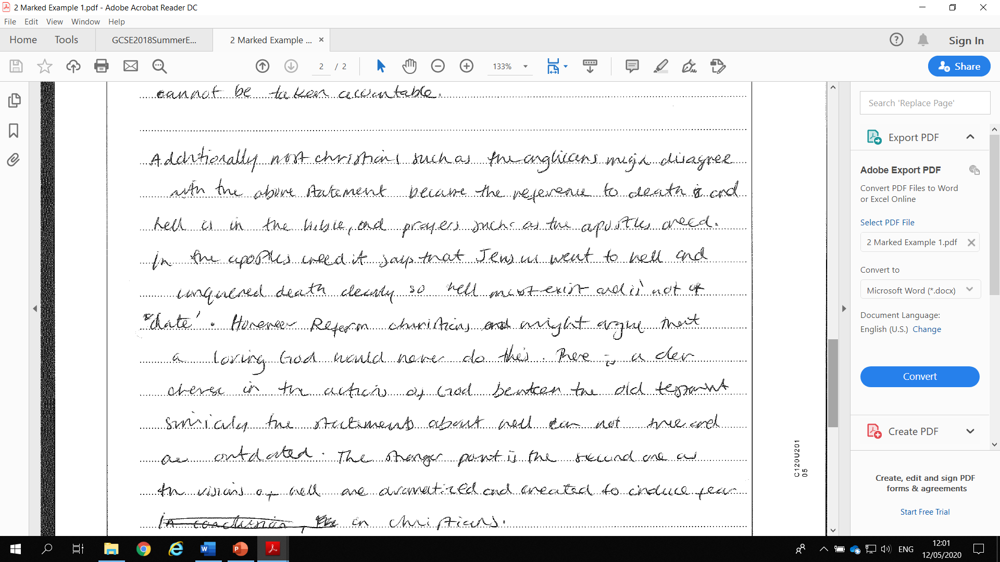 2 Marked Example 1.pdf - Adobe Acrobat Reader DC
File Edit View Window Help
Home Tools GCSE2018SummerE... 2 Marked Example ... ×
Sign In
2 / 2 133% Share
cannot be taken accountable.
Additionally most christians such as the anglicans might disagree
with the above statement because the reference to death is and
hell is in the bible, and prayers such as the apostles creed.
In the apostles creed it says that Jesus went to hell and
conquered death clearly so hell must exist and is not of
'date'. However Reform christians and might argue that
a loving God would never do this. There is a
in the actions of God between the old
the statements about hell can not true and
outdated. The stronger point is the second one as
visions of hell are dramatized and created to induce fear
In conclusion, in christians.
C120U201
05
Search 'Replace Page'
Export PDF
Adobe Export PDF
Convert PDF Files to Word
or Excel Online
Select PDF File
2 Marked Example 1.pdf
Convert to
Microsoft Word (*.docx)
Document Language:
English (U.S.) Change
Convert
Create PDF
Create, edit and sign PDF
forms & agreements
Start Free Trial
ENG
12:01
12/05/2020